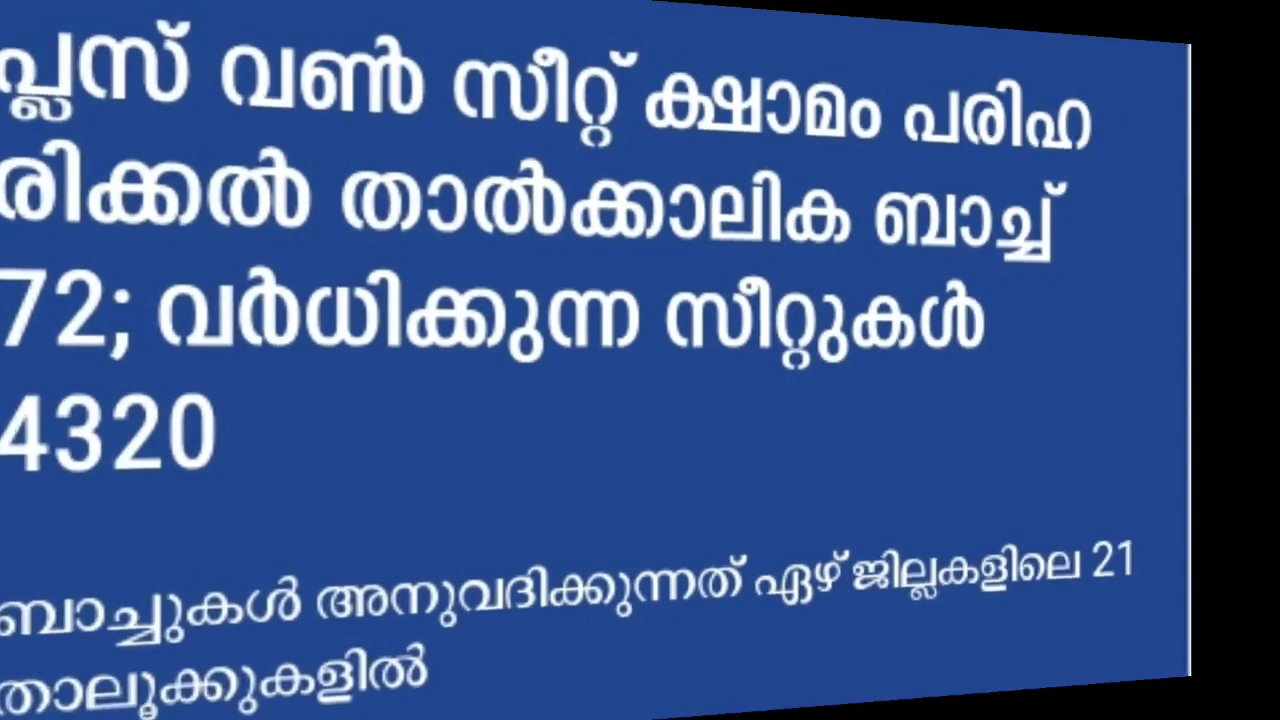 പ്ലസ് വൺ സീറ്റ് ക്ഷാമം പരിഹ
രിക്കൽ താൽക്കാലിക ബാച്ച്
72; വർധിക്കുന്ന സീറ്റുകൾ
4320
ബാച്ചുകൾ അനുവദിക്കുന്നത് ഏഴ് ജില്ലകളിലെ 21
താലൂക്കുകളിൽ